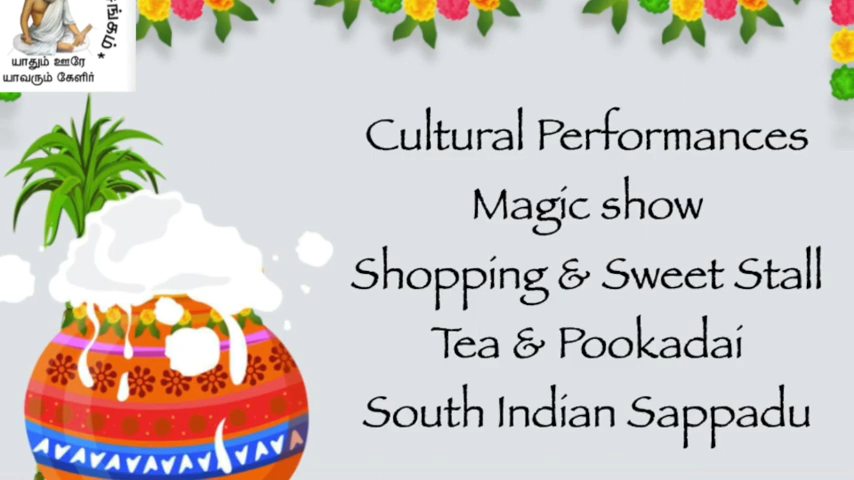 யாதும் ஊரே
யாவரும் கேளிர்
Cultural Performances
Magic show
Shopping & Sweet Stall
Tea & Pookadai
South Indian Sappadu